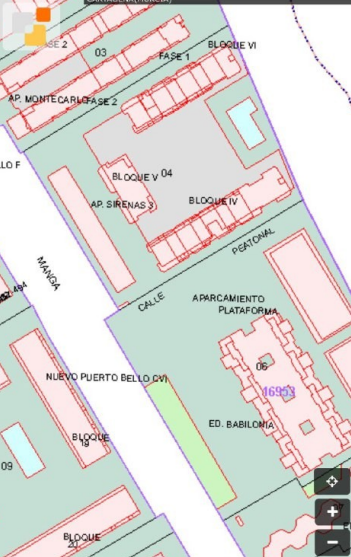 FASE 2
03
BLOQUE VI
FASE 1
AP. MONTECARLO
FASE 2
LO F
BLOQUE V
04
AP. SIRENAS 3
BLOQUE IV
PEATONAL
MANGA
CALLE
APARCAMIENTO
PLATAFORMA
06
NUEVO PUERTO BELLO CVI
16953
ED. BABILONIA
BLOQUE
19
09
BLOQUE
20